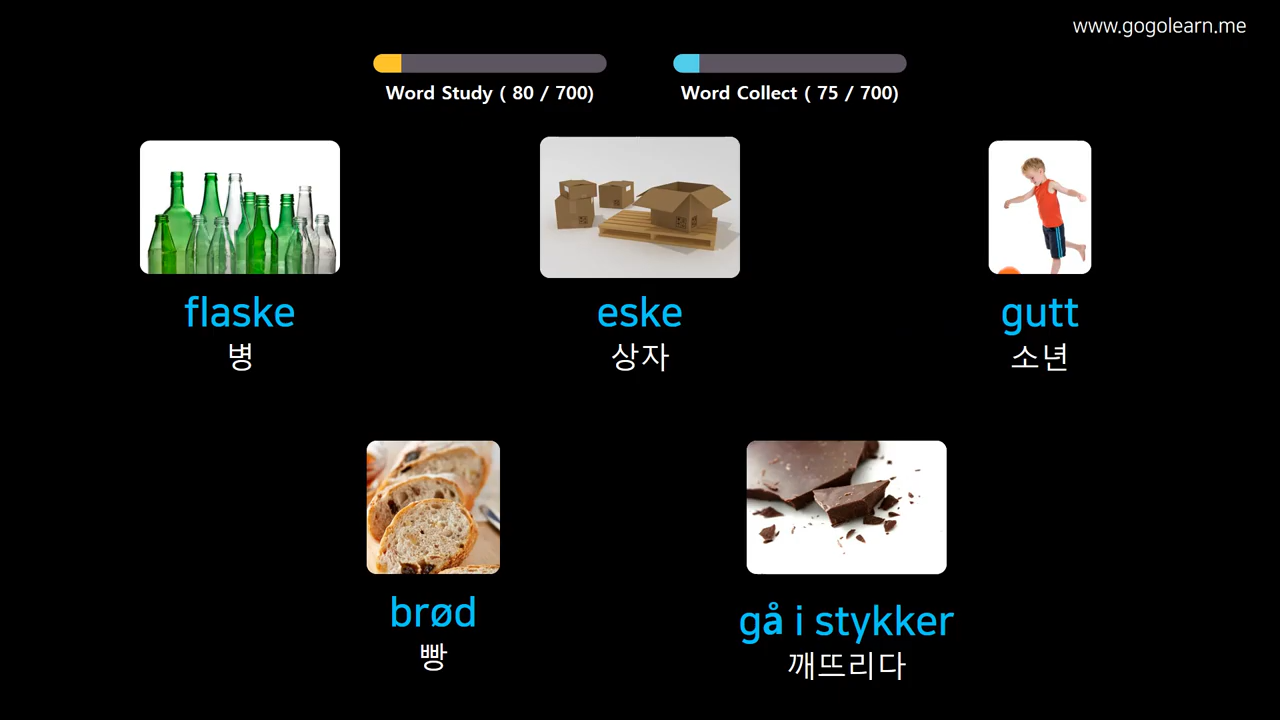 www.gogolearn.me
Word Study ( 80 / 700)
Word Collect ( 75 / 700)
flaske
병
eske
상자
gutt
소년
brød
빵
gå i stykker
깨뜨리다